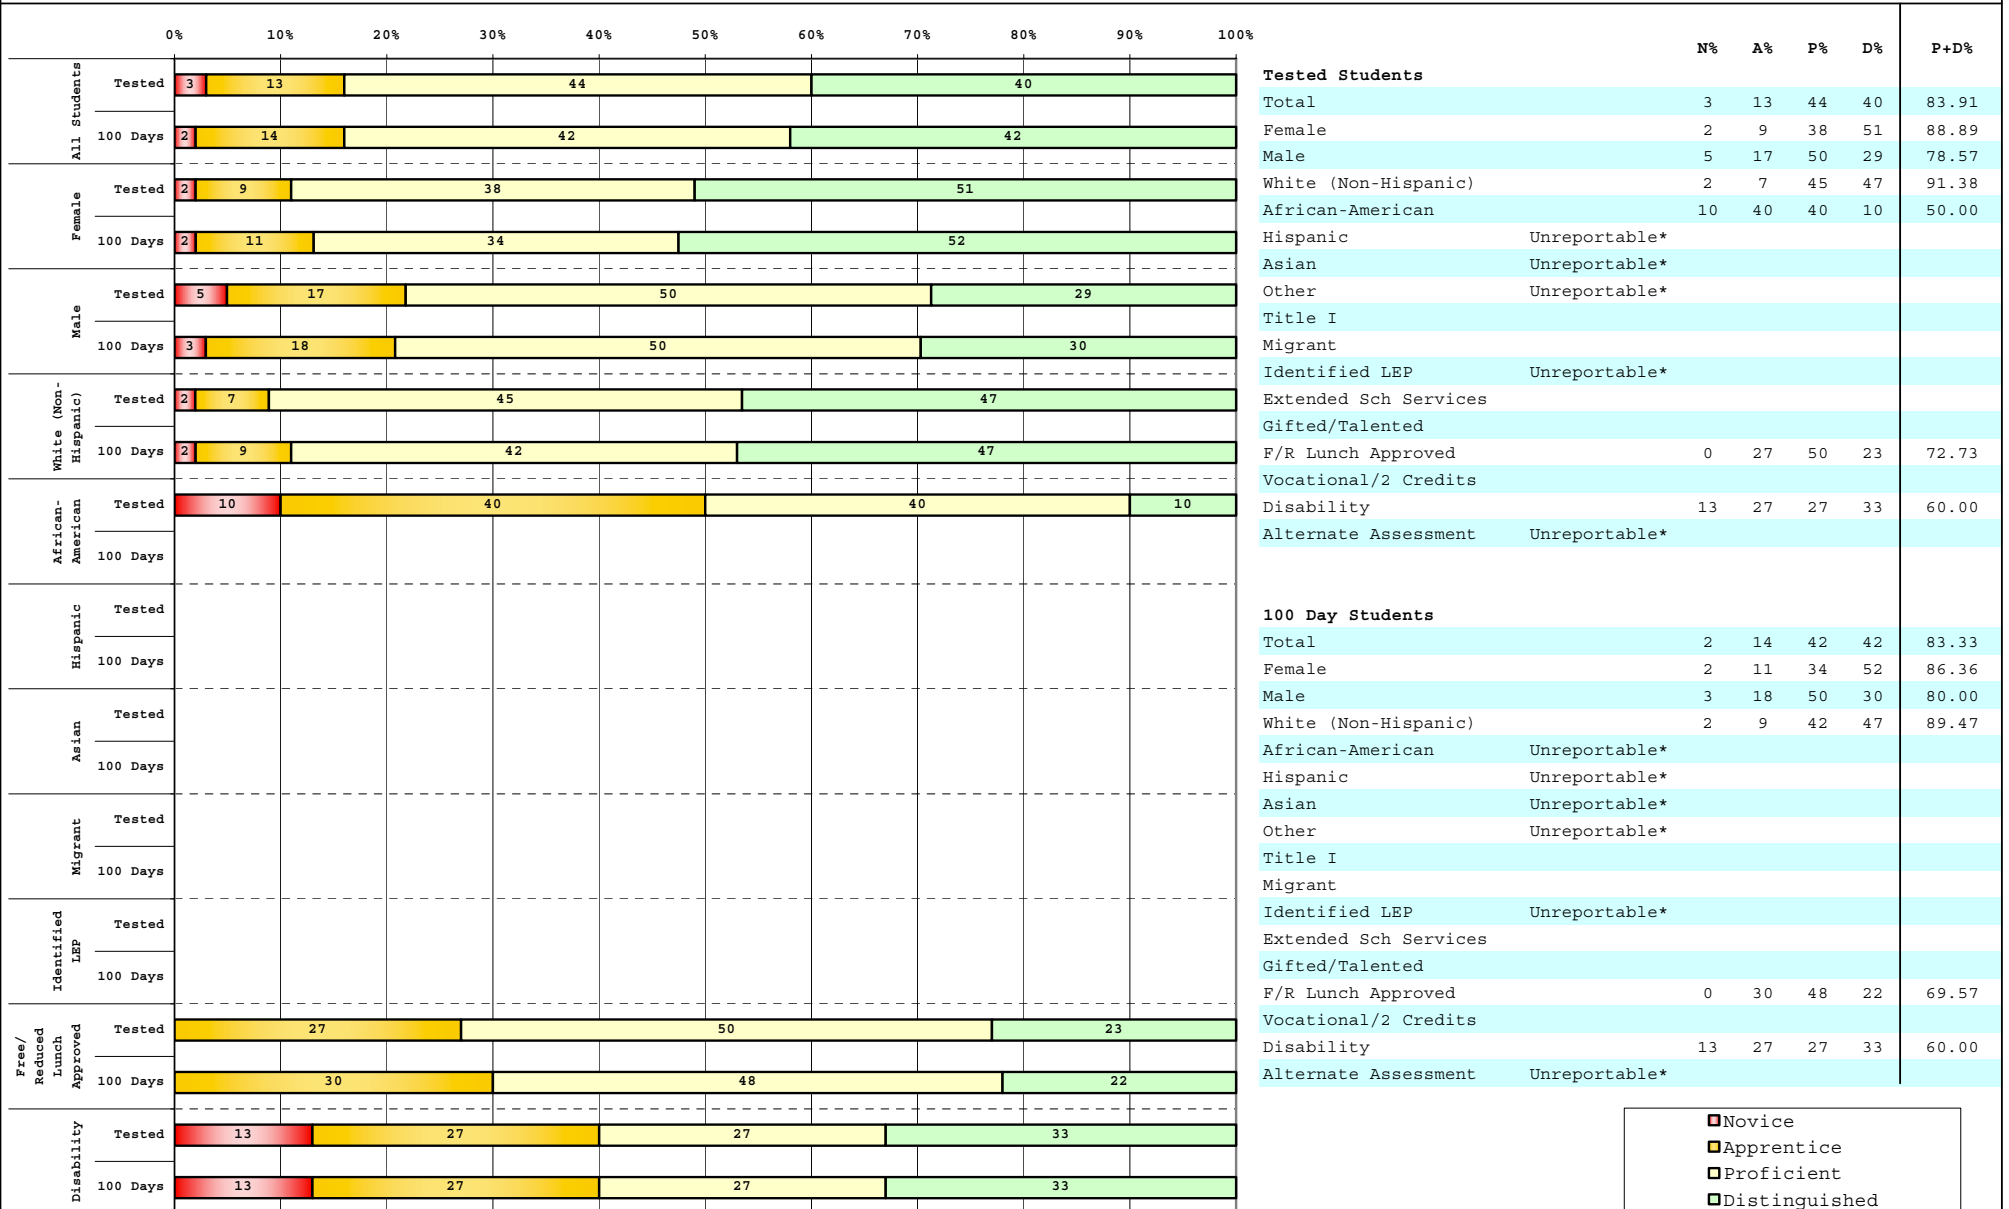 0% 10% 20% 30% 40% 50% 60% 70% 80% 90% 100%
All Students
Tested 3 13 44 40
100 Days 2 14 42 42
Female
Tested 2 9 38 51
100 Days 2 11 34 52
Male
Tested 5 17 50 29
100 Days 3 18 50 30
White (Non-
Hispanic)
Tested 2 7 45 47
100 Days 2 9 42 47
African-
American
Tested 10 40 40 10
100 Days
Hispanic
Tested
100 Days
Asian
Tested
100 Days
Migrant
Tested
100 Days
Identified
LEP
Tested
100 Days
Free/
Reduced
Lunch
Approved
Tested 27 50 23
100 Days 30 48 22
Disability
Tested 13 27 27 33
100 Days 13 27 27 33
N% A% P% D% P+D%
Tested Students
Total 3 13 44 40 83.91
Female 2 9 38 51 88.89
Male 5 17 50 29 78.57
White (Non-Hispanic) 2 7 45 47 91.38
African-American 10 40 40 10 50.00
Hispanic Unreportable*
Asian Unreportable*
Other Unreportable*
Title I
Migrant
Identified LEP Unreportable*
Extended Sch Services
Gifted/Talented
F/R Lunch Approved 0 27 50 23 72.73
Vocational/2 Credits
Disability 13 27 27 33 60.00
Alternate Assessment Unreportable*
100 Day Students
Total 2 14 42 42 83.33
Female 2 11 34 52 86.36
Male 3 18 50 30 80.00
White (Non-Hispanic) 2 9 42 47 89.47
African-American Unreportable*
Hispanic Unreportable*
Asian Unreportable*
Other Unreportable*
Title I
Migrant
Identified LEP Unreportable*
Extended Sch Services
Gifted/Talented
F/R Lunch Approved 0 30 48 22 69.57
Vocational/2 Credits
Disability 13 27 27 33 60.00
Alternate Assessment Unreportable*
Novice
Apprentice
Proficient
Distinguished